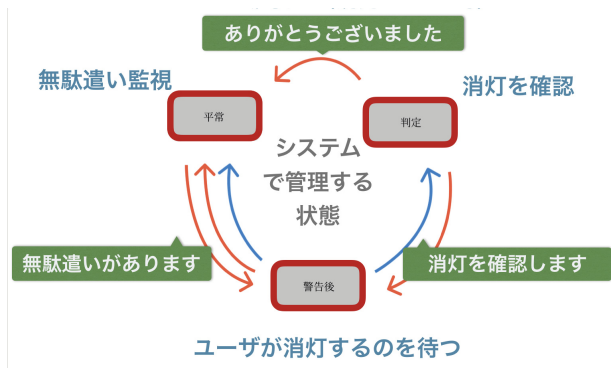 ありがとうございました
無駄遣い監視
消灯を確認
平常
判定
システム
で管理する
状態
無駄遣いがあります
消灯を確認します
警告後
ユーザが消灯するのを待つ